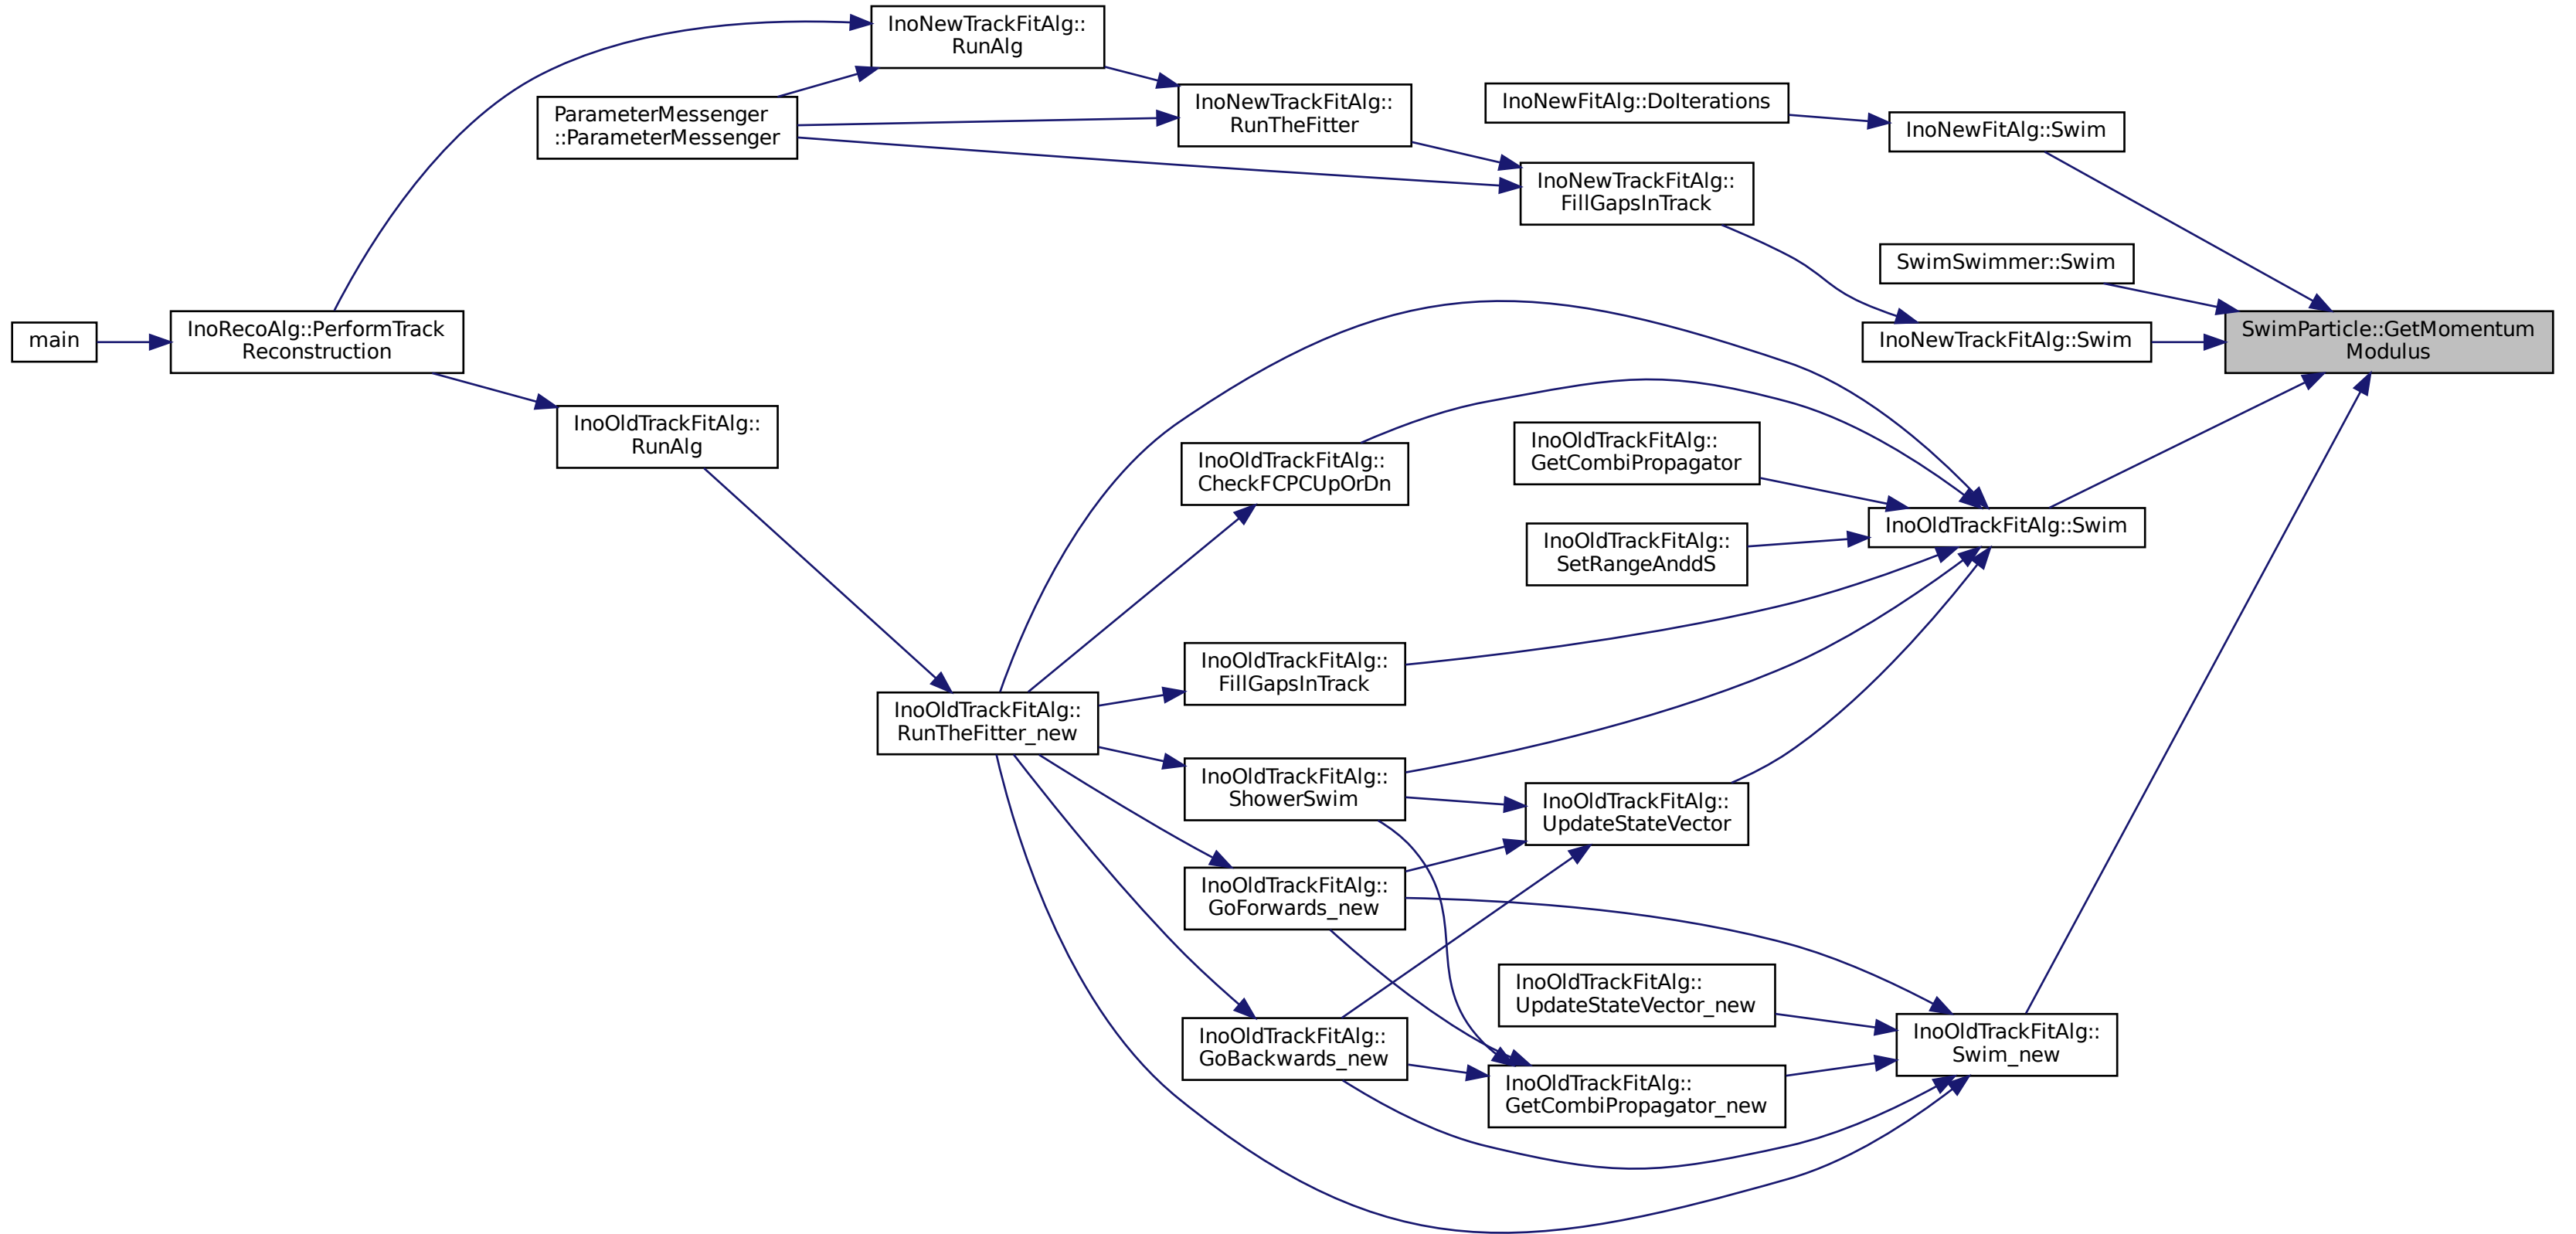 InoNewTrackFitAlg::
RunAlg
ParameterMessenger
::ParameterMessenger
InoNewTrackFitAlg::
RunTheFitter
InoNewFitAlg::DoIterations
InoNewFitAlg::Swim
InoNewTrackFitAlg::
FillGapsInTrack
SwimSwimmer::Swim
main
InoRecoAlg::PerformTrack
Reconstruction
InoNewTrackFitAlg::Swim
SwimParticle::GetMomentum
Modulus
InoOldTrackFitAlg::
RunAlg
InoOldTrackFitAlg::
CheckFCPCUpOrDn
InoOldTrackFitAlg::
GetCombiPropagator
InoOldTrackFitAlg::Swim
InoOldTrackFitAlg::
SetRangeAnddS
InoOldTrackFitAlg::
FillGapsInTrack
InoOldTrackFitAlg::
RunTheFitter_new
InoOldTrackFitAlg::
ShowerSwim
InoOldTrackFitAlg::
UpdateStateVector
InoOldTrackFitAlg::
GoForwards_new
InoOldTrackFitAlg::
UpdateStateVector_new
InoOldTrackFitAlg::
GoBackwards_new
InoOldTrackFitAlg::
Swim_new
InoOldTrackFitAlg::
GetCombiPropagator_new